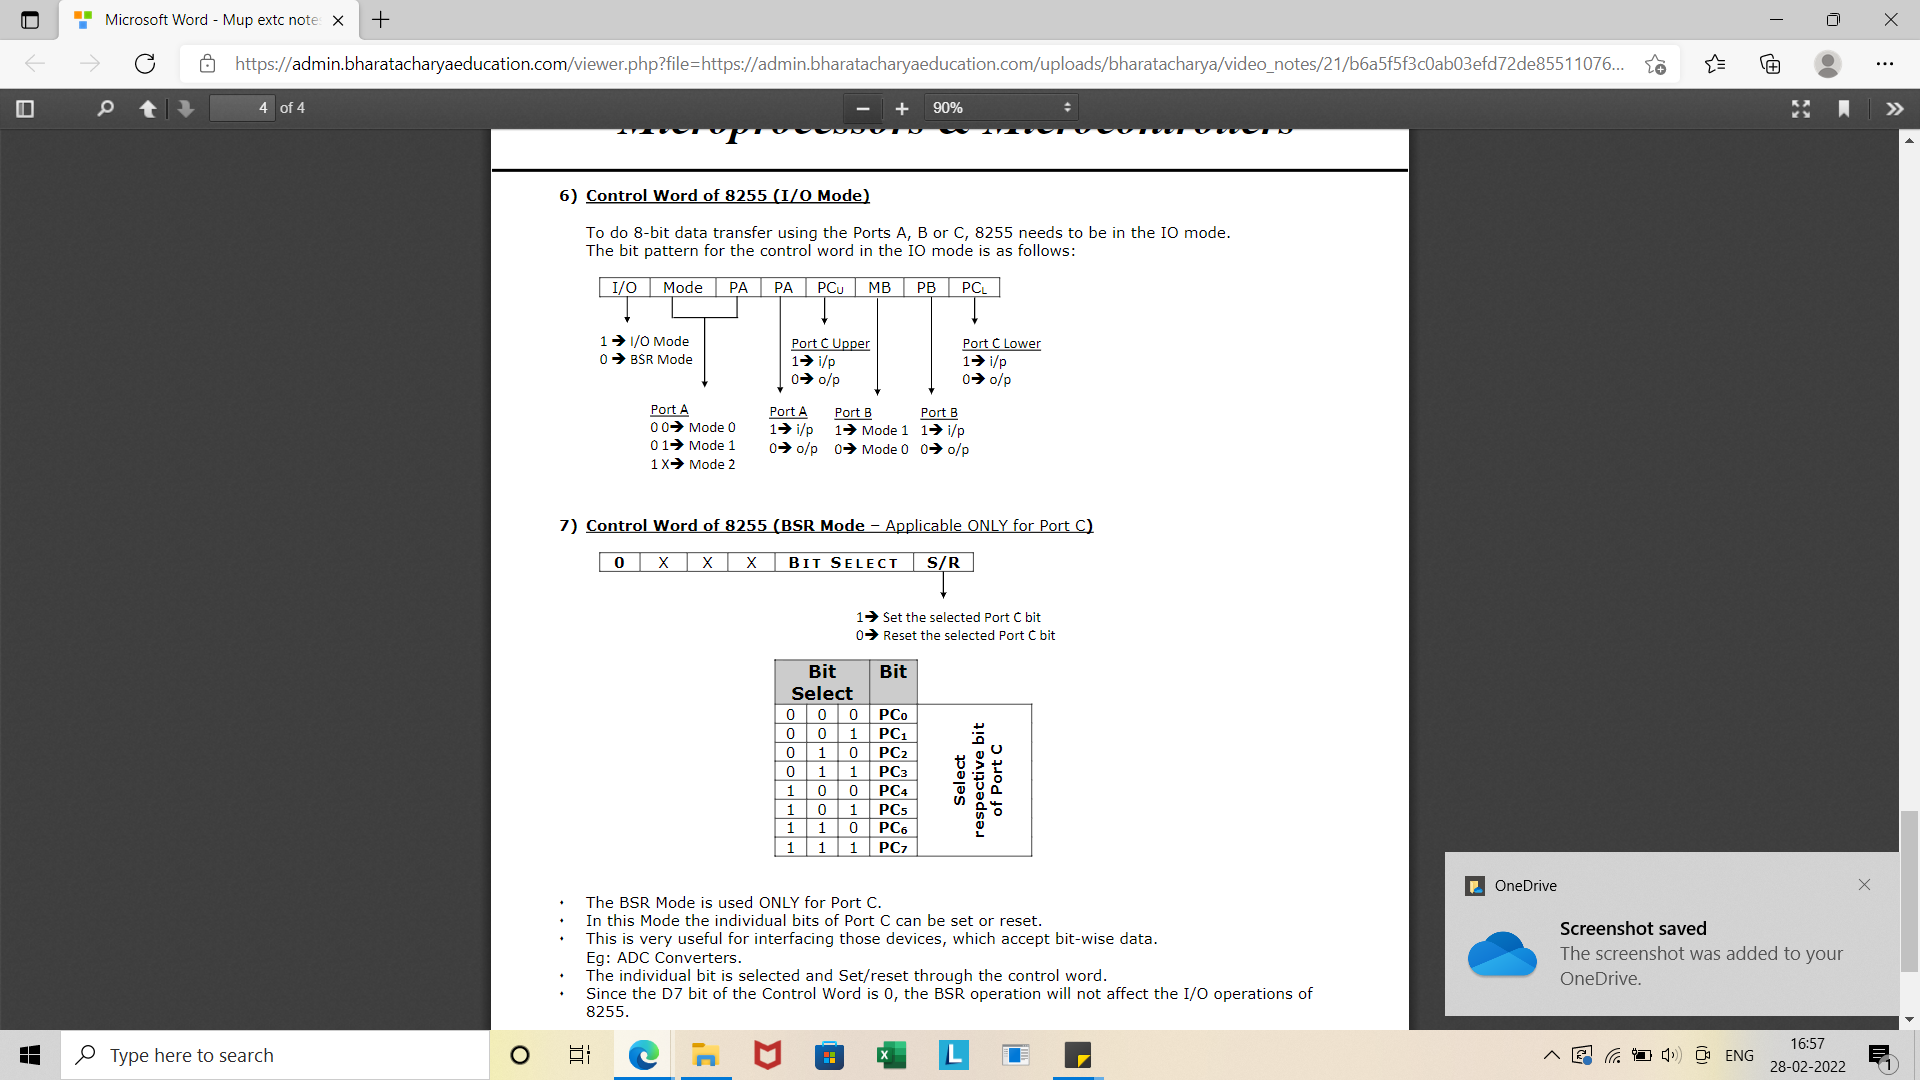 Microsoft Word - Mup extc note
https://admin.bharatacharyaeducation.com/viewer.php?file=https://admin.bharatacharyaeducation.com/uploads/bharatacharya/video_notes/21/b6a5f5f3c0ab03efd72de85511076...
4 of 4
90%
Microprocessors & Microcontrollers
6) Control Word of 8255 (I/O Mode)
To do 8-bit data transfer using the Ports A, B or C, 8255 needs to be in the IO mode.
The bit pattern for the control word in the IO mode is as follows:
I/O Mode PA PA PCU MB PB PCL
1➔ I/O Mode
0➔ BSR Mode
Port C Upper
1➔ i/p
0➔ o/p
Port C Lower
1➔ i/p
0➔ o/p
Port A
0 0➔ Mode 0
0 1➔ Mode 1
1 X➔ Mode 2
Port A
1➔ i/p
0➔ o/p
Port B
1➔ Mode 1
0➔ Mode 0
Port B
1➔ i/p
0➔ o/p
7) Control Word of 8255 (BSR Mode – Applicable ONLY for Port C)
0 X X X BIT SELECT S/R
1➔ Set the selected Port C bit
0➔ Reset the selected Port C bit
Bit Select Bit
0 0 0 PC0
0 0 1 PC1
0 1 0 PC2
0 1 1 PC3
1 0 0 PC4
1 0 1 PC5
1 1 0 PC6
1 1 1 PC7
Select
respective bit
of Port C
• The BSR Mode is used ONLY for Port C.
• In this Mode the individual bits of Port C can be set or reset.
• This is very useful for interfacing those devices, which accept bit-wise data.
Eg: ADC Converters.
• The individual bit is selected and Set/reset through the control word.
• Since the D7 bit of the Control Word is 0, the BSR operation will not affect the I/O operations of
8255.
OneDrive
Screenshot saved
The screenshot was added to your
OneDrive.
Type here to search
L
ENG
16:57
28-02-2022
1